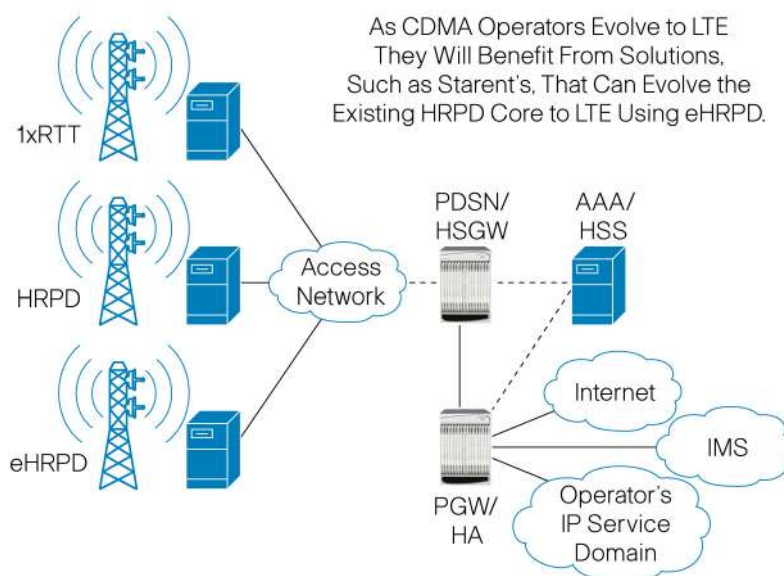 As CDMA Operators Evolve to LTE
They Will Benefit From Solutions,
Such as Starent's, That Can Evolve the
Existing HRPD Core to LTE Using eHRPD.
1xRTT
PDSN/
HSGW
AAA/
HSS
HRPD
Access
Network
Internet
eHRPD
IMS
PGW/
HA
Operator's
IP Service
Domain